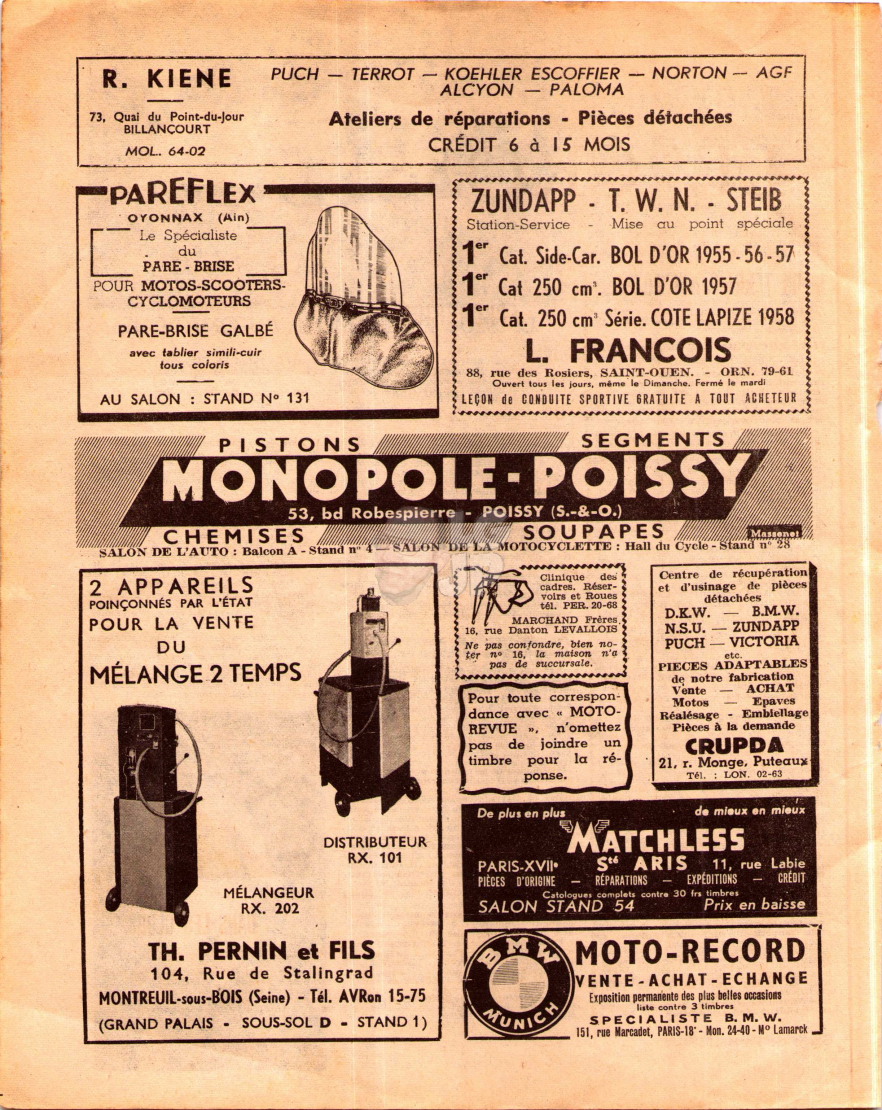 R. KIENE
73, Quai du Point-du-Jour
BILLANCOURT
MOL. 64-02
PUCH — TERROT — KOEHLER ESCOFFIER — NORTON — AGF
ALCYON — PALOMA
Ateliers de réparations - Pièces détachées
CRÉDIT 6 à 15 MOIS
PAREFLEX
OYONNAX (Ain)
Le Spécialiste
du
PARE-BRISE
POUR MOTOS-SCOOTERS-
CYCLOMOTEURS
PARE-BRISE GALBÉ
avec tablier simili-cuir
tous coloris
AU SALON : STAND No 131
ZUNDAPP - T. W. N. - STEIB
Station-Service - Mise au point spéciale
1er Cat. Side-Car. BOL D'OR 1955-56-57
1er Cat 250 cm3. BOL D'OR 1957
1er Cat. 250 cm3 Série. COTE LAPIZE 1958
L. FRANCOIS
88, rue des Rosiers, SAINT-OUEN. - ORN. 79-61
Ouvert tous les jours, même le Dimanche. Fermé le mardi
LEÇON de CONDUITE SPORTIVE GRATUITE A TOUT ACHETEUR
PISTONS SEGMENTS
MONOPOLE-POISSY
53, bd Robespierre - POISSY (S.-&-O.)
CHEMISES SOUPAPES
Massonet
SALON DE L'AUTO : Balcon A - Stand n° 4 — SALON DE LA MOTOCYCLETTE : Hall du Cycle - Stand n° 28
2 APPAREILS
POINÇONNÉS PAR L'ÉTAT
POUR LA VENTE
DU
MÉLANGE 2 TEMPS
DISTRIBUTEUR
RX. 101
MÉLANGEUR
RX. 202
TH. PERNIN et FILS
104, Rue de Stalingrad
MONTREUIL-sous-BOIS (Seine) - Tél. AVRon 15-75
(GRAND PALAIS - SOUS-SOL D - STAND 1)
Clinique des
cadres. Réser-
voirs et Roues
tél. PER. 20-68
MARCHAND Frères
16, rue Danton LEVALLOIS
Ne pas confondre, bien no-
ter n° 16, la maison n'a
pas de succursale.
Pour toute correspon-
dance avec « MOTO-
REVUE », n'omettez
pas de joindre un
timbre pour la ré-
ponse.
Centre de récupération
et d'usinage de pièces
détachées
D.K.W. — B.M.W.
N.S.U. — ZUNDAPP
PUCH — VICTORIA
etc.
PIECES ADAPTABLES
de notre fabrication
Vente — ACHAT
Motos — Epaves
Réalésage - Embiellage
Pièces à la demande
CRUPDA
21, r. Monge, Puteaux
Tél. : LON. 02-63
De plus en plus de mieux en mieux
MATCHLESS
PARIS-XVIIe Sté ARIS 11, rue Labie
PIÈCES D'ORIGINE — RÉPARATIONS — EXPÉDITIONS — CRÉDIT
Catologues complets contre 30 frs timbres
SALON STAND 54 Prix en baisse
BMW
MUNICH
MOTO-RECORD
VENTE-ACHAT-ECHANGE
Exposition permanente des plus belles occasions
liste contre 3 timbres
SPECIALISTE B. M. W.
151, rue Marcadet, PARIS-18e - Mon. 24-40 - Mo Lamarck